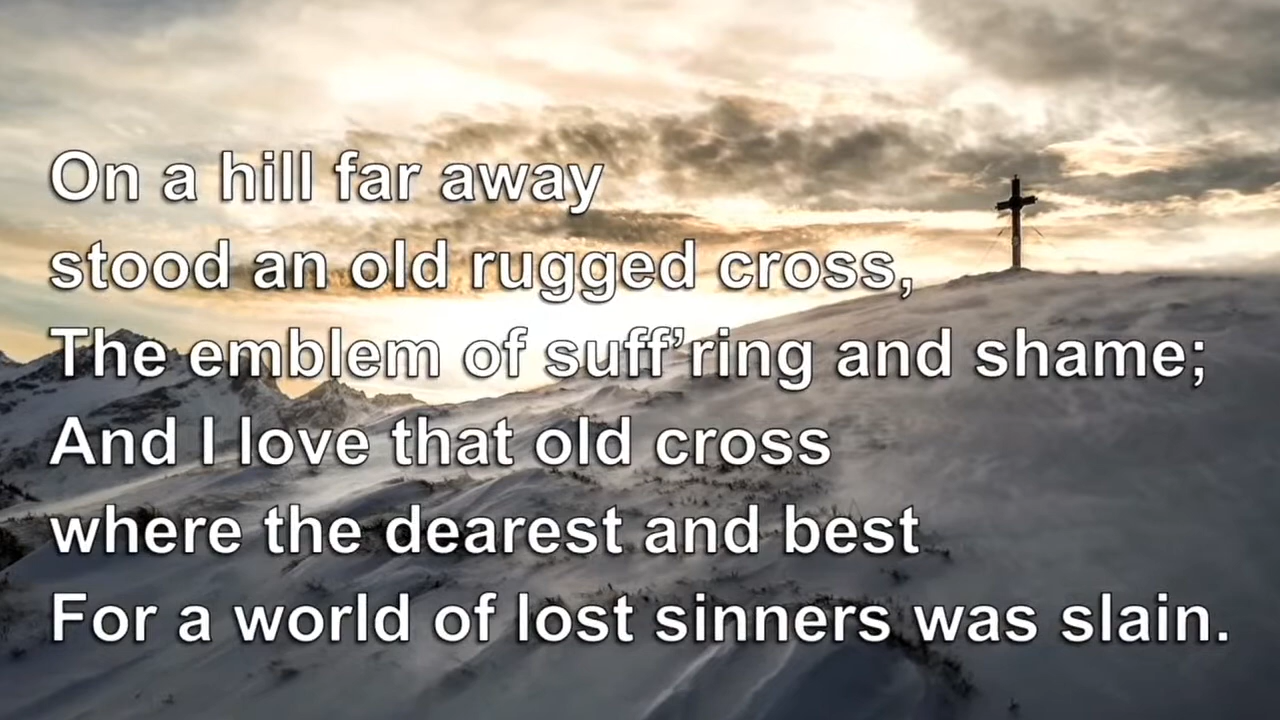 On a hill far away
stood an old rugged cross,
The emblem of suff’ring and shame;
And I love that old cross
where the dearest and best
For a world of lost sinners was slain.